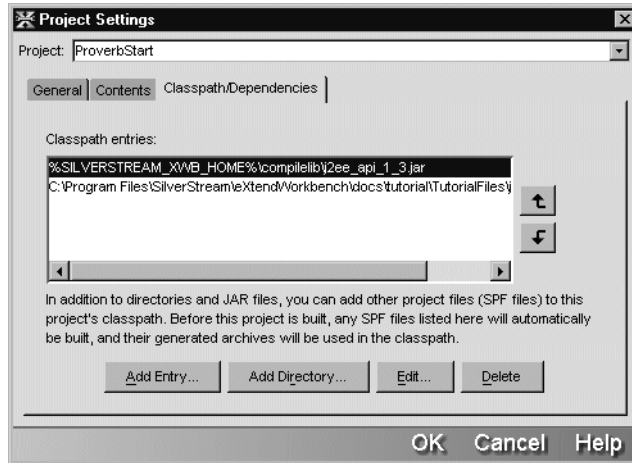 Project Settings
Project: ProverbStart
General Contents Classpath/Dependencies
Classpath entries:
%SILVERSTREAM_XWB_HOME%\compilelib\j2ee_api_1_3.jar
C:\Program Files\SilverStream\eXtendWorkbench\docs\tutorial\TutorialFiles\j
In addition to directories and JAR files, you can add other project files (SPF files) to this
project's classpath. Before this project is built, any SPF files listed here will automatically
be built, and their generated archives will be used in the classpath.
Add Entry... Add Directory... Edit... Delete
OK Cancel Help